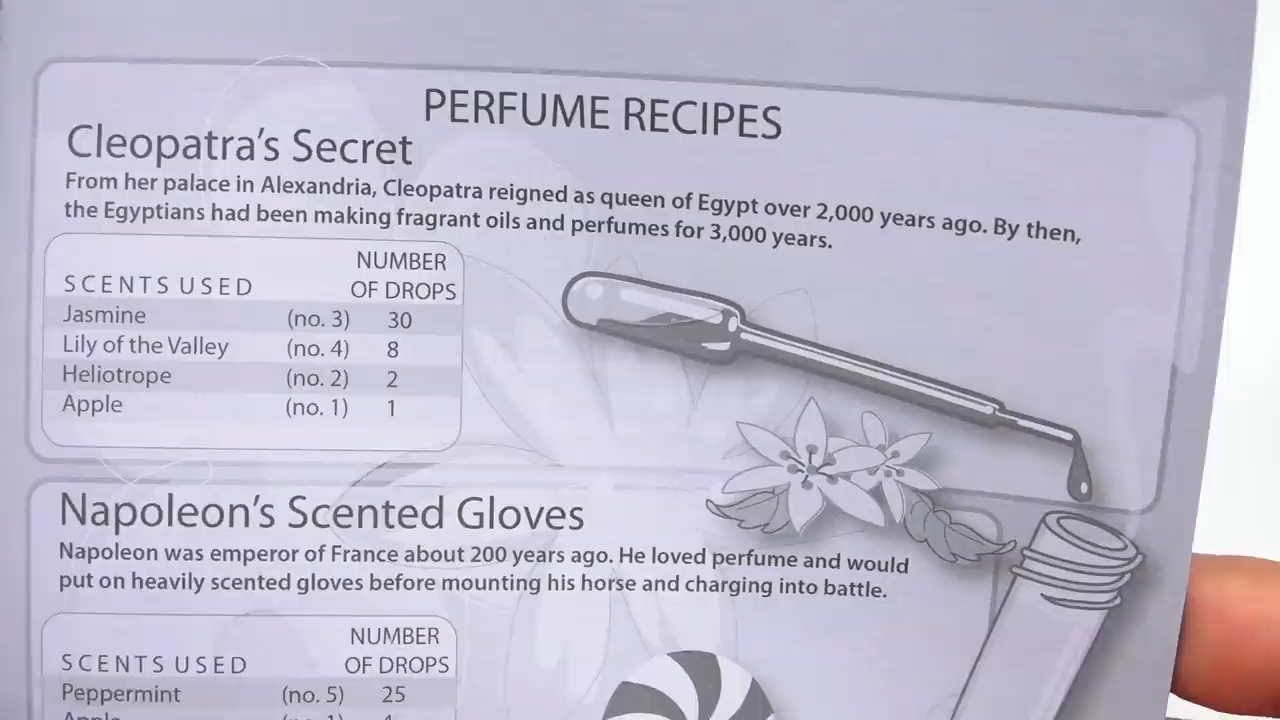 PERFUME RECIPES
Cleopatra's Secret
From her palace in Alexandria, Cleopatra reigned as queen of Egypt over 2,000 years ago. By then,
the Egyptians had been making fragrant oils and perfumes for 3,000 years.
NUMBER
SCENTS USED OF DROPS
Jasmine (no. 3) 30
Lily of the Valley (no. 4) 8
Heliotrope (no. 2) 2
Apple (no. 1) 1
Napoleon's Scented Gloves
Napoleon was emperor of France about 200 years ago. He loved perfume and would
put on heavily scented gloves before mounting his horse and charging into battle.
NUMBER
SCENTS USED OF DROPS
Peppermint (no. 5) 25
Apple (no. 1)